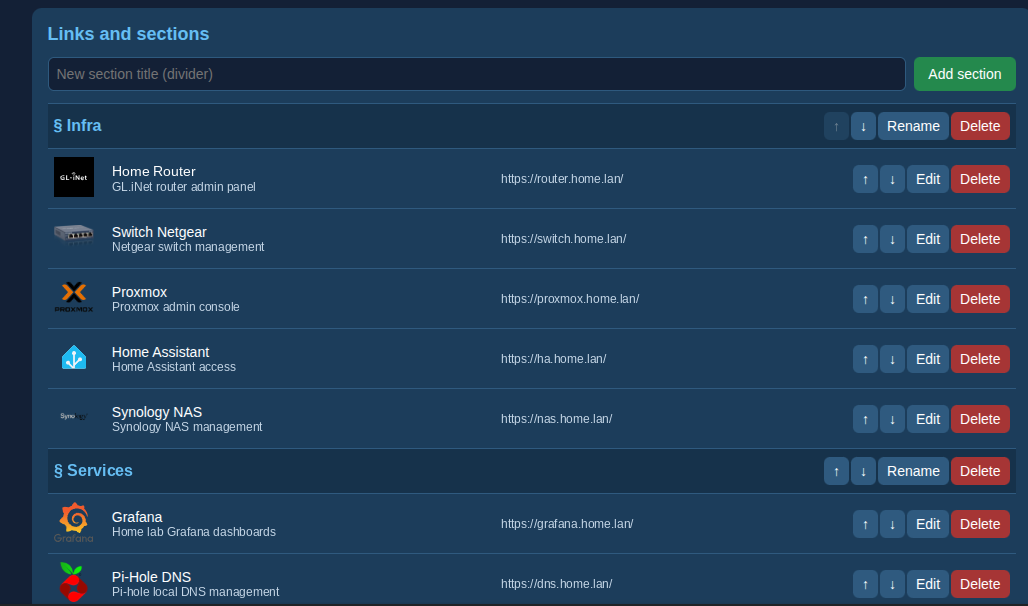 Links and sections
New section title (divider)
Add section
§ Infra
↑ ↓ Rename Delete
GL·iNet
Home Router
GL.iNet router admin panel
https://router.home.lan/
↑ ↓ Edit Delete
Switch Netgear
Netgear switch management
https://switch.home.lan/
↑ ↓ Edit Delete
PROXMOX
Proxmox
Proxmox admin console
https://proxmox.home.lan/
↑ ↓ Edit Delete
Home Assistant
Home Assistant access
https://ha.home.lan/
↑ ↓ Edit Delete
Synology NAS
Synology NAS management
https://nas.home.lan/
↑ ↓ Edit Delete
§ Services
↑ ↓ Rename Delete
Grafana
Grafana
Home lab Grafana dashboards
https://grafana.home.lan/
↑ ↓ Edit Delete
Pi-Hole DNS
Pi-hole local DNS management
https://dns.home.lan/
↑ ↓ Edit Delete